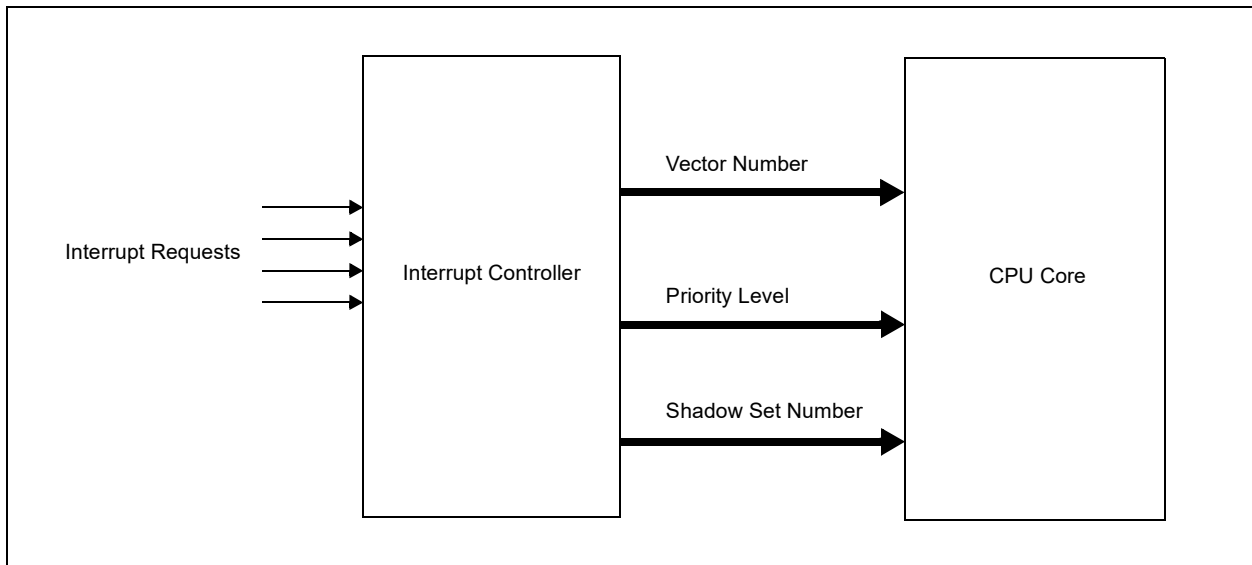 Vector Number
Interrupt Requests
Interrupt Controller
Priority Level
CPU Core
Shadow Set Number